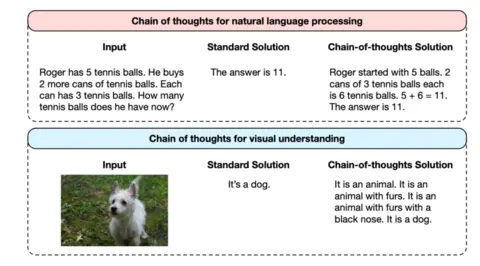 Chain of thoughts for natural language processing
Input
Standard Solution
Chain-of-thoughts Solution
Roger has 5 tennis balls. He buys
2 more cans of tennis balls. Each
can has 3 tennis balls. How many
tennis balls does he have now?
The answer is 11.
Roger started with 5 balls. 2
cans of 3 tennis balls each
is 6 tennis balls. 5 + 6 = 11.
The answer is 11.
Chain of thoughts for visual understanding
Input
Standard Solution
Chain-of-thoughts Solution
It's a dog.
It is an animal. It is an
animal with furs. It is an
animal with furs with a
black nose. It is a dog.